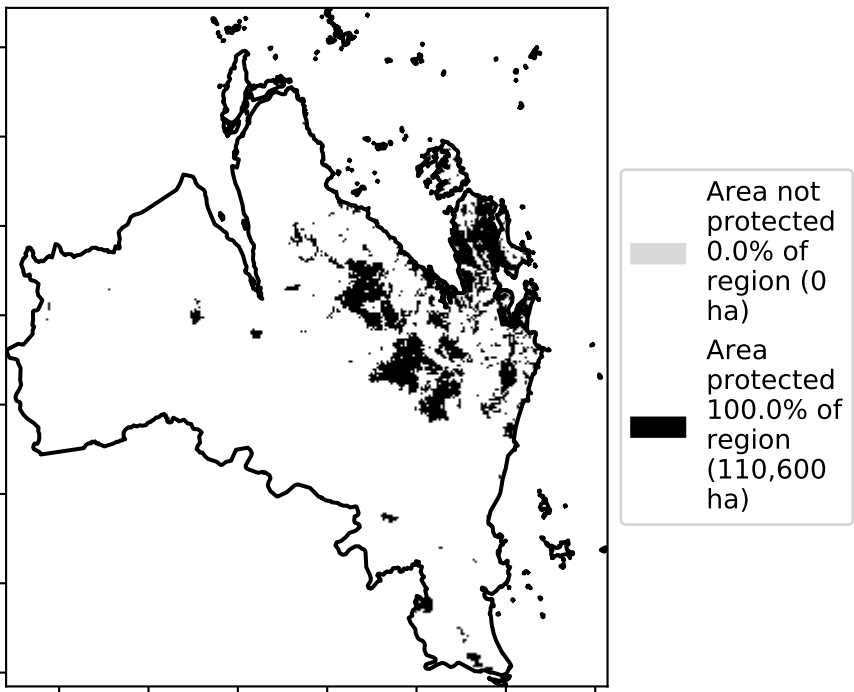 Area not
protected
0.0% of
region (0
ha)
Area
protected
100.0% of
region
(110,600
ha)